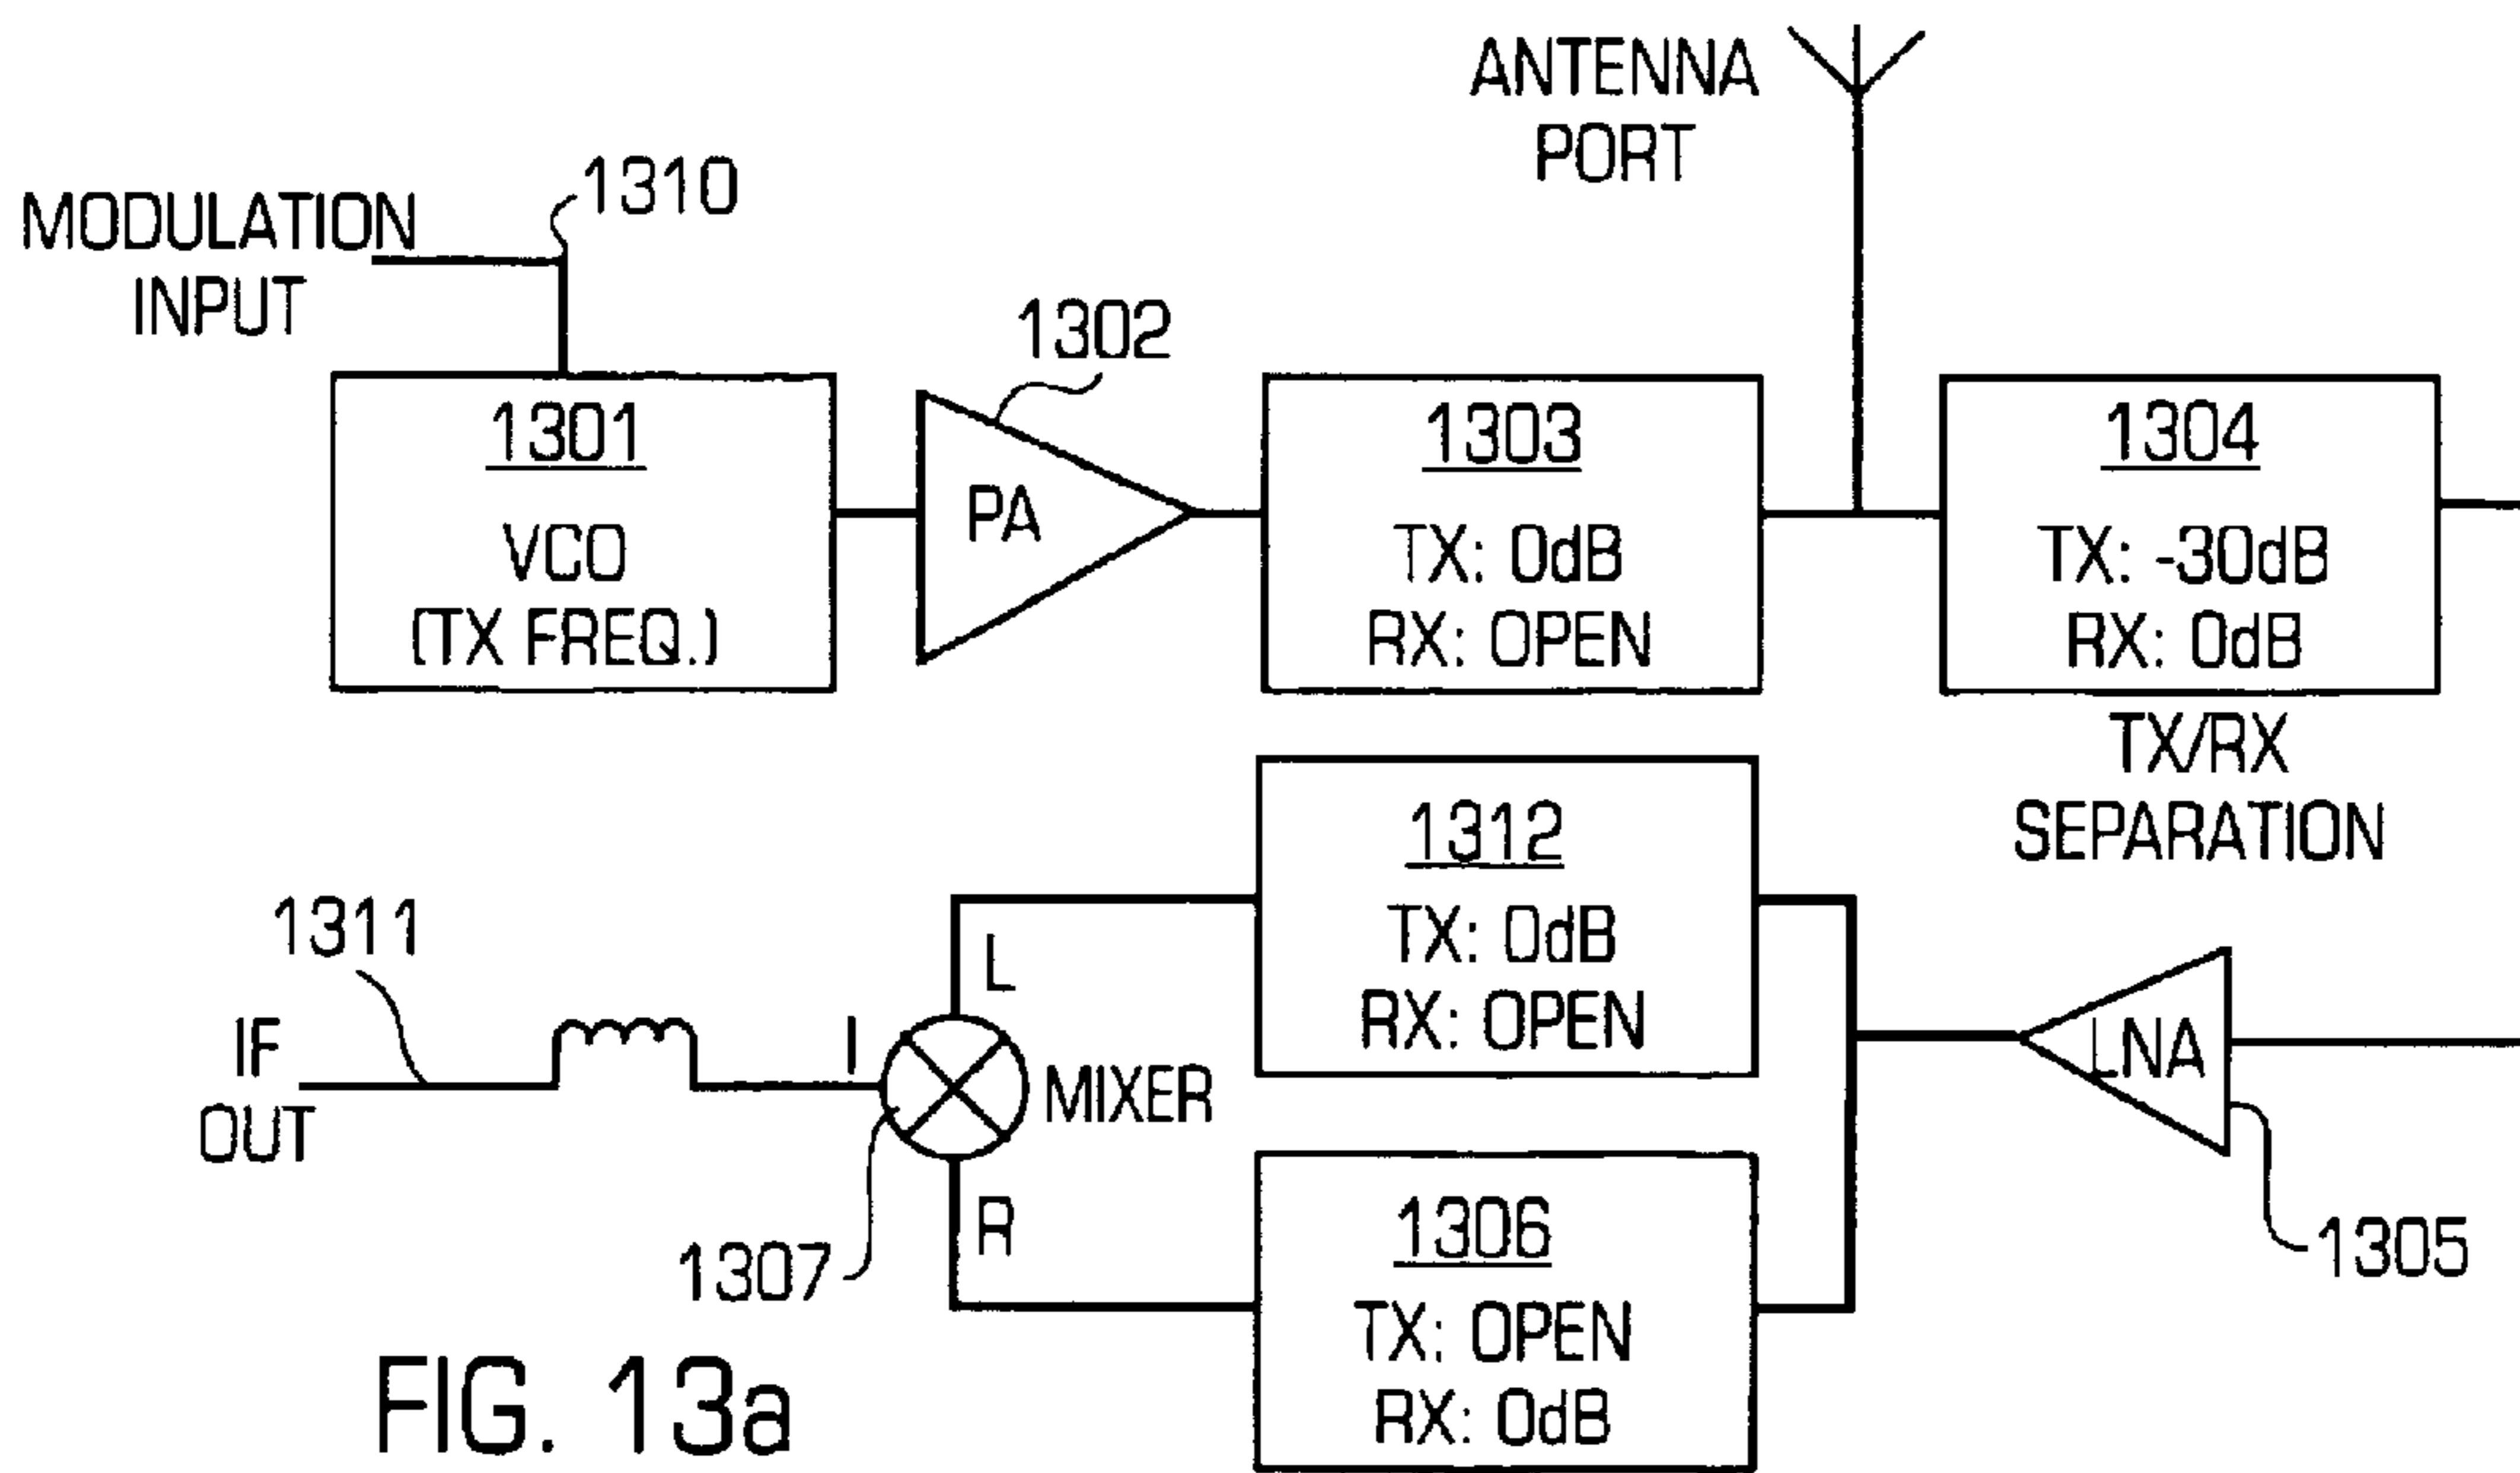 ANTENNA
PORT
1310
MODULATION
INPUT
1302
1301
VCO
(TX FREQ.)
PA
1303
TX: 0dB
RX: OPEN
1304
TX: -30dB
RX: 0dB
TX/RX
SEPARATION
1312
TX: 0dB
RX: OPEN
1311
L
IF
OUT
I
MIXER
LNA
R
1307
1306
TX: OPEN
RX: 0dB
1305
FIG. 13a